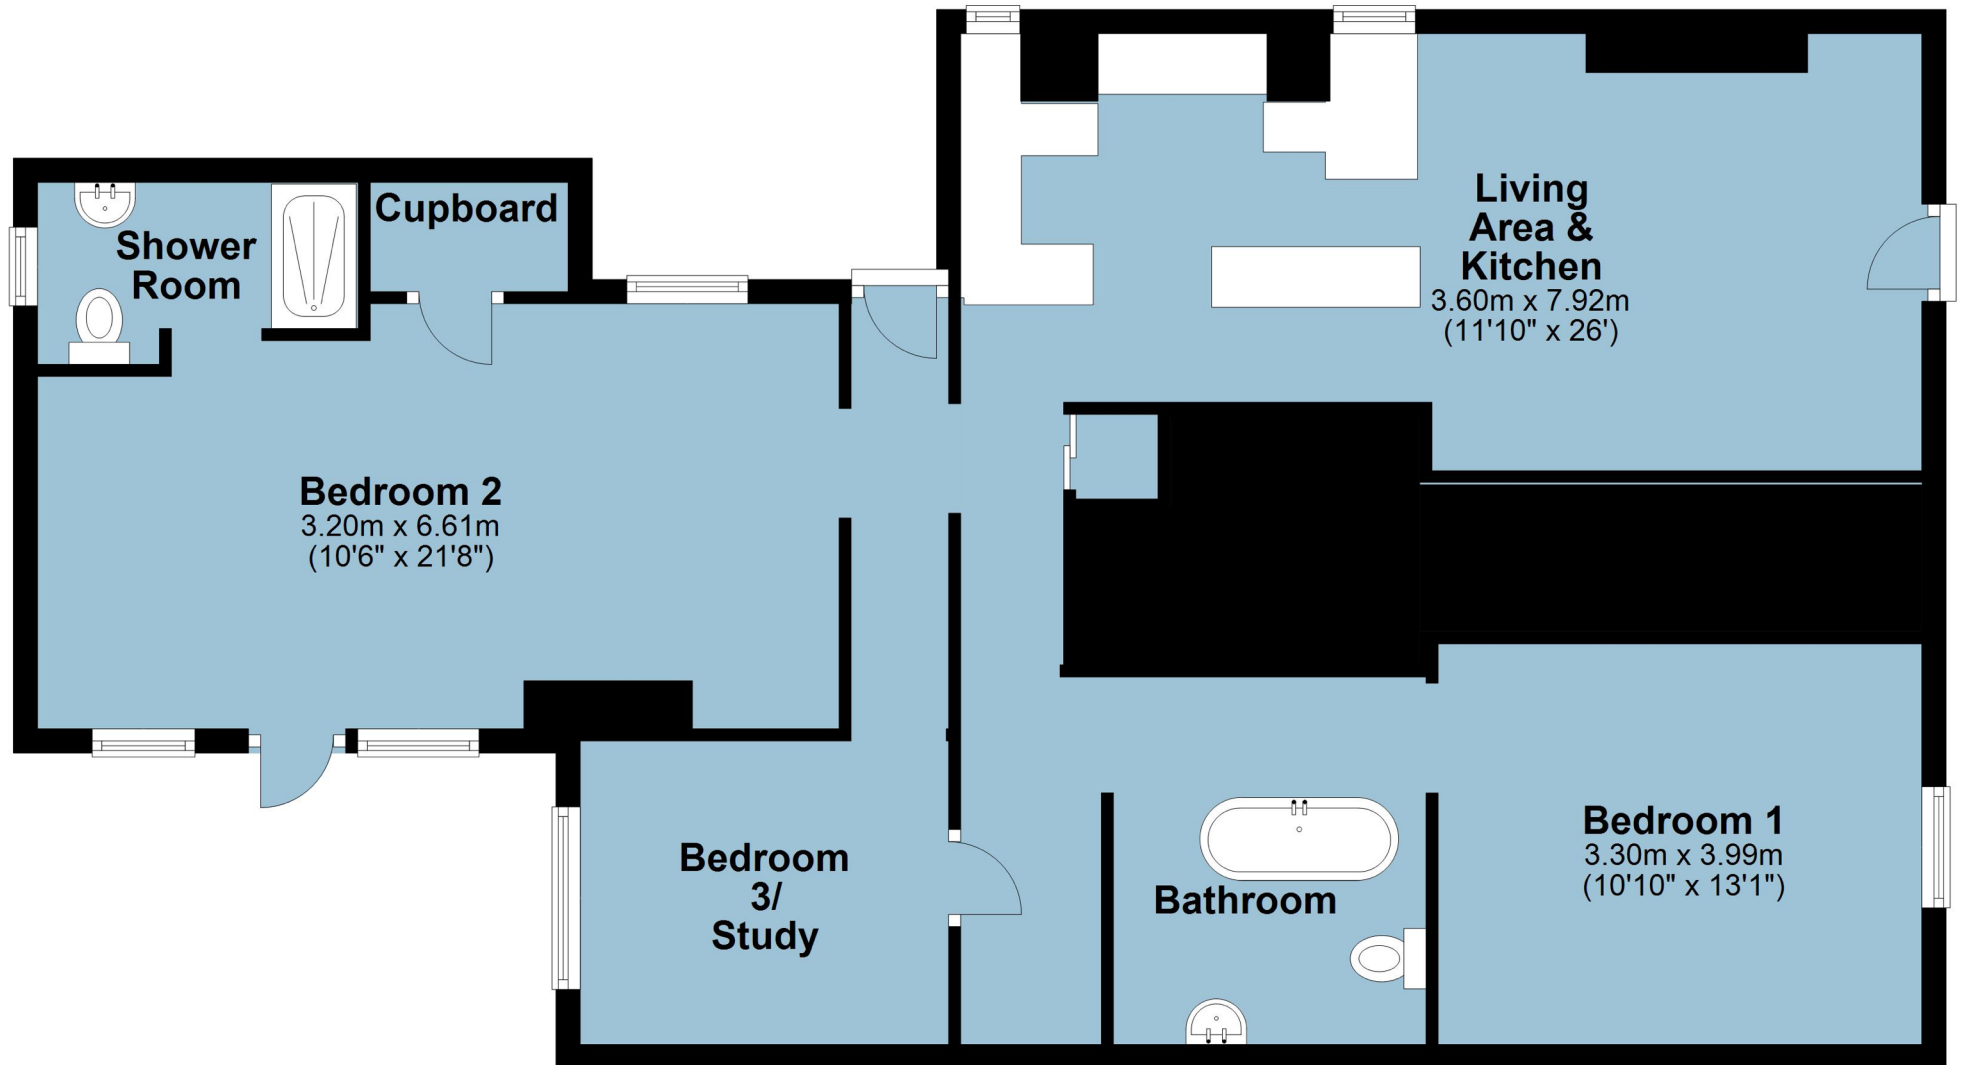 Shower
Room
Cupboard
Living
Area &
Kitchen
3.60m x 7.92m
(11'10" x 26')
Bedroom 2
3.20m x 6.61m
(10'6" x 21'8")
Bedroom
3/
Study
Bathroom
Bedroom 1
3.30m x 3.99m
(10'10" x 13'1")